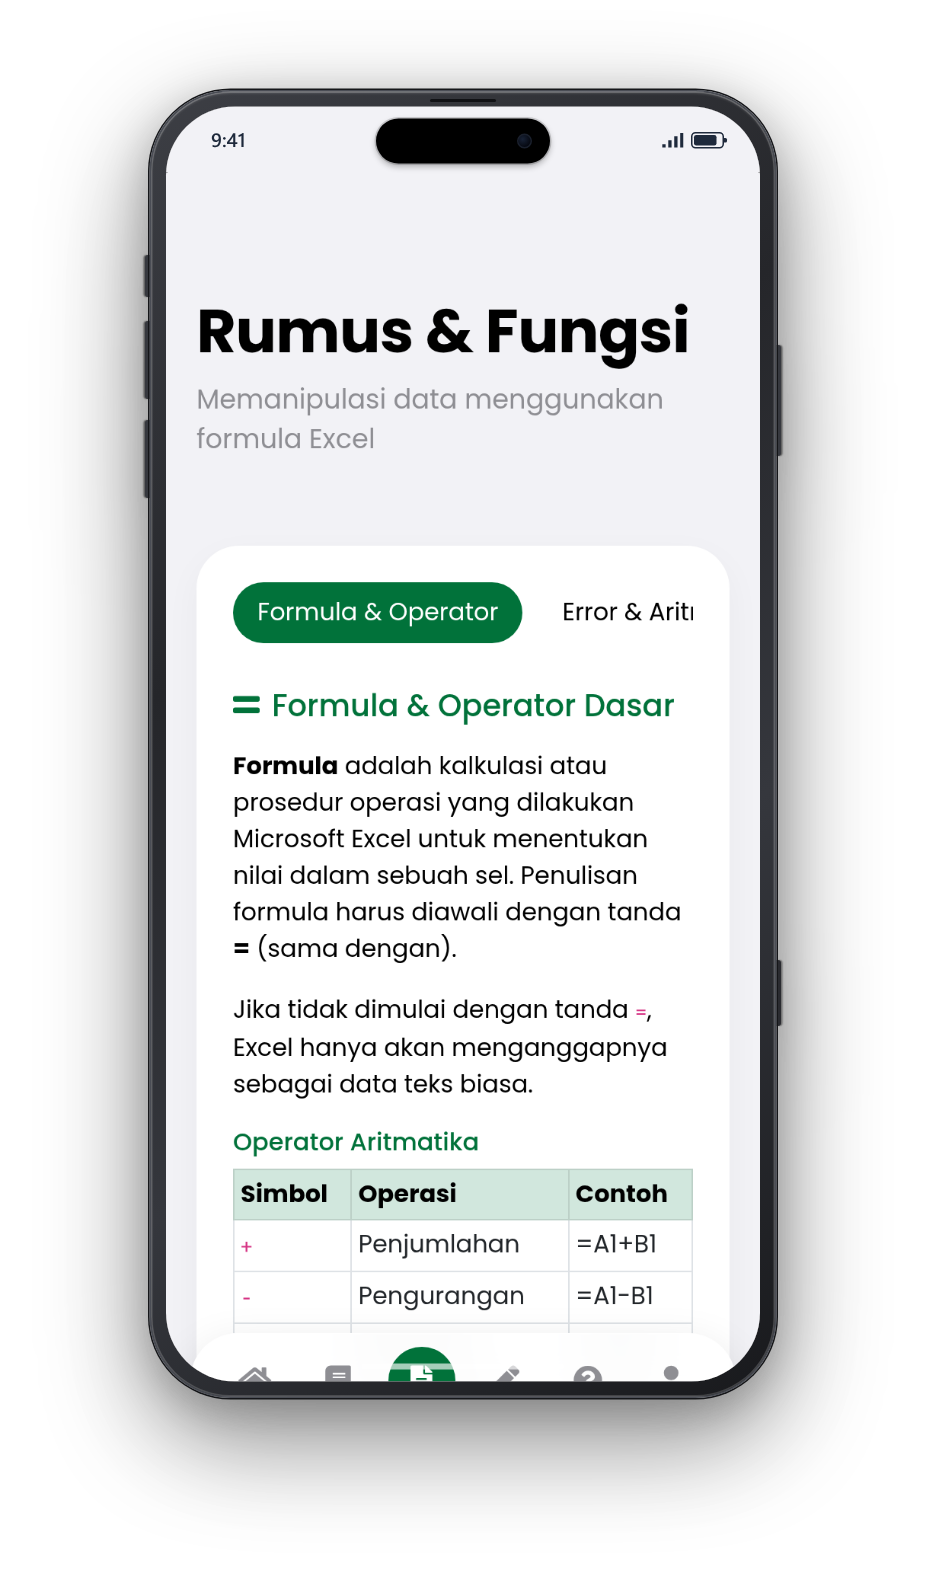 9:41
Rumus & Fungsi
Memanipulasi data menggunakan
formula Excel
Formula & Operator
Error &
= Formula & Operator Dasar
Formula adalah kalkulasi atau
prosedur operasi yang dilakukan
Microsoft Excel untuk menentukan
nilai dalam sebuah sel. Penulisan
formula harus diawali dengan tanda
= (sama dengan).
Jika tidak dimulai dengan tanda =,
Excel hanya akan menganggapnya
sebagai data teks biasa.
Operator Aritmatika
Simbol Operasi Contoh
+ Penjumlahan =A1+B1
- Pengurangan =A1-B1